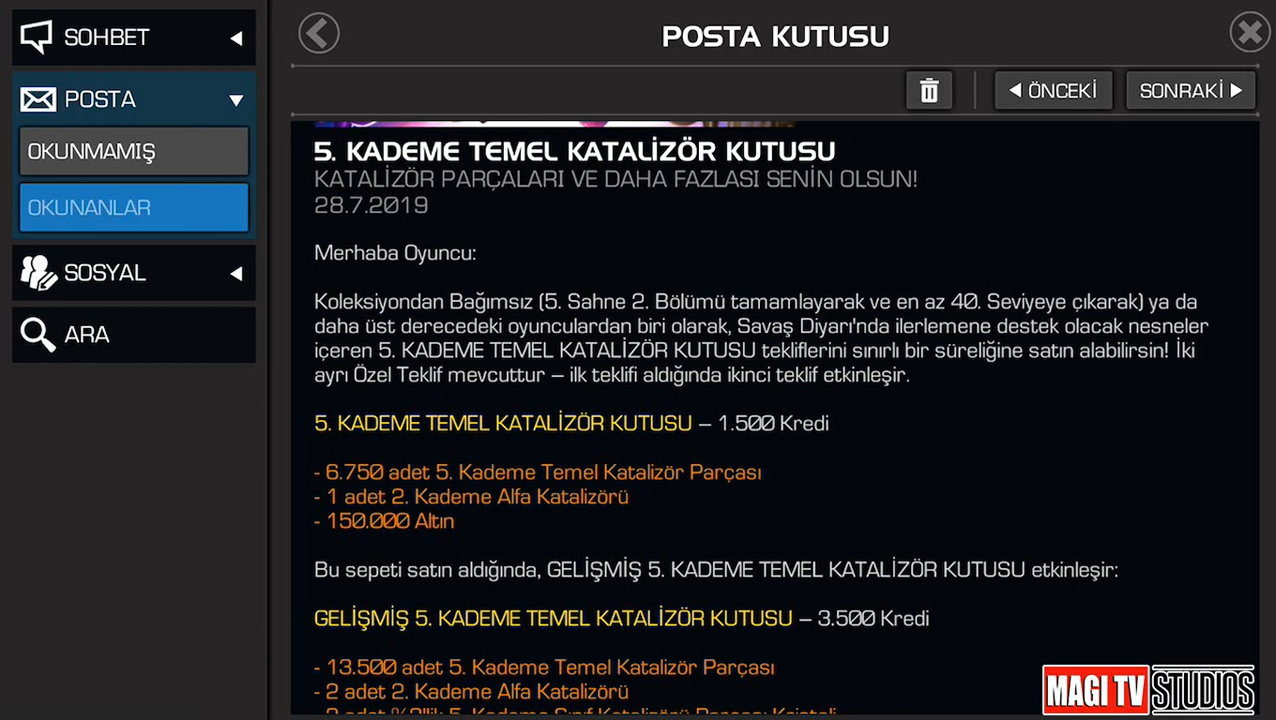 SOHBET
POSTA
OKUNMAMIŞ
OKUNANLAR
SOSYAL
ARA
POSTA KUTUSU
ÖNCEKİ
SONRAKİ
5. KADEME TEMEL KATALİZÖR KUTUSU
KATALİZÖR PARÇALARI VE DAHA FAZLASI SENİN OLSUN!
28.7.2019
Merhaba Oyuncu:
Koleksiyondan Bağımsız (5. Sahne 2. Bölümü tamamlayarak ve en az 40. Seviyeye çıkarak) ya da
daha üst derecedeki oyunculardan biri olarak, Savaş Diyarı'nda ilerlemene destek olacak nesneler
içeren 5. KADEME TEMEL KATALİZÖR KUTUSU tekliflerini sınırlı bir süreliğine satın alabilirsin! İki
ayrı Özel Teklif mevcuttur – ilk teklifi aldığında ikinci teklif etkinleşir.
5. KADEME TEMEL KATALİZÖR KUTUSU – 1.500 Kredi
- 6.750 adet 5. Kademe Temel Katalizör Parçası
- 1 adet 2. Kademe Alfa Katalizörü
- 150.000 Altın
Bu sepeti satın aldığında, GELİŞMİŞ 5. KADEME TEMEL KATALİZÖR KUTUSU etkinleşir:
GELİŞMİŞ 5. KADEME TEMEL KATALİZÖR KUTUSU – 3.500 Kredi
- 13.500 adet 5. Kademe Temel Katalizör Parçası
- 2 adet 2. Kademe Alfa Katalizörü
MAGI TV STUDIOS